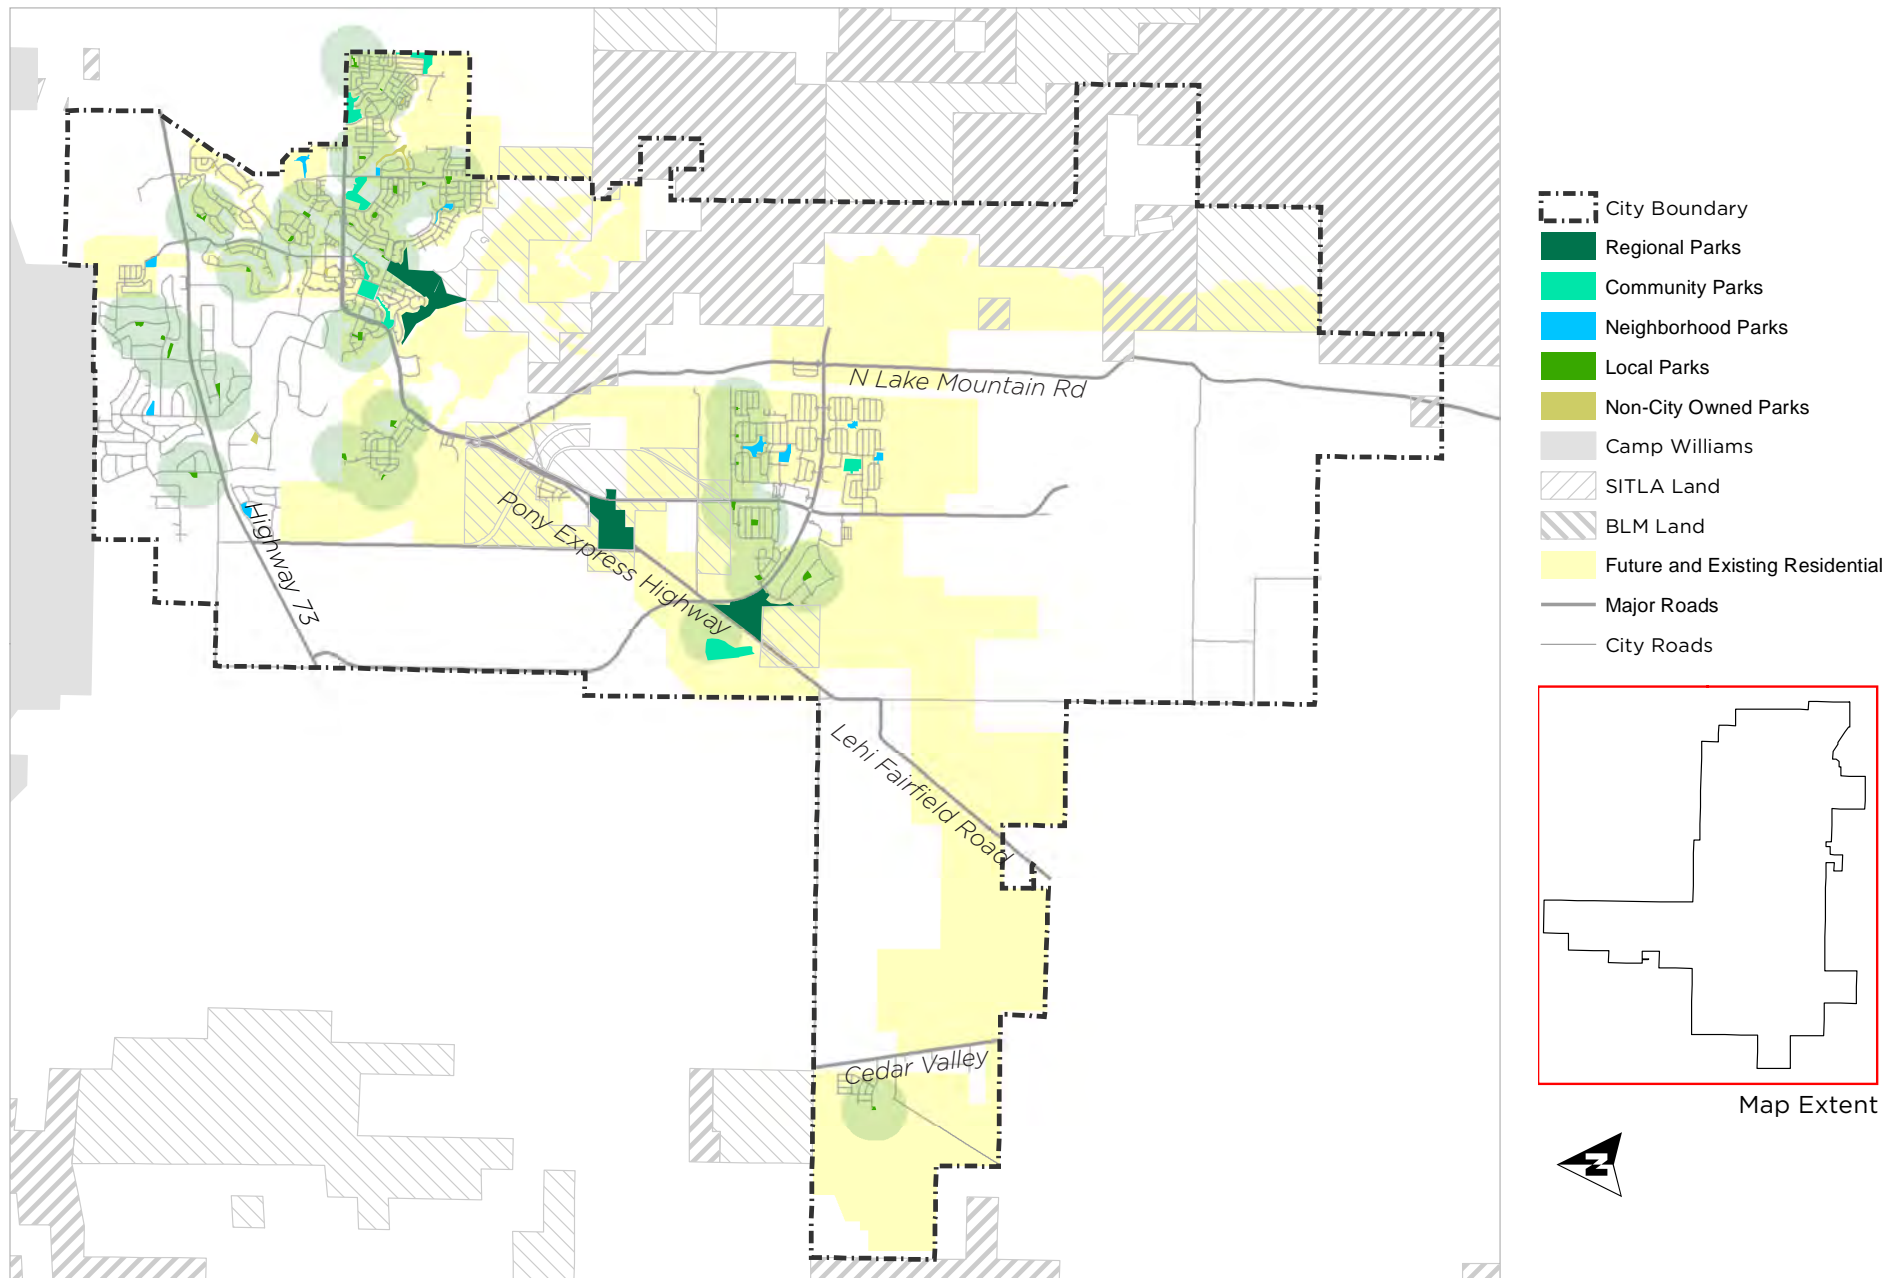 N Lake Mountain Rd
Pony Express Highway
Highway 73
Lehi Fairfield Road
Cedar Valley
City Boundary
Regional Parks
Community Parks
Neighborhood Parks
Local Parks
Non-City Owned Parks
Camp Williams
SITLA Land
BLM Land
Future and Existing Residential
Major Roads
City Roads
Map Extent
N